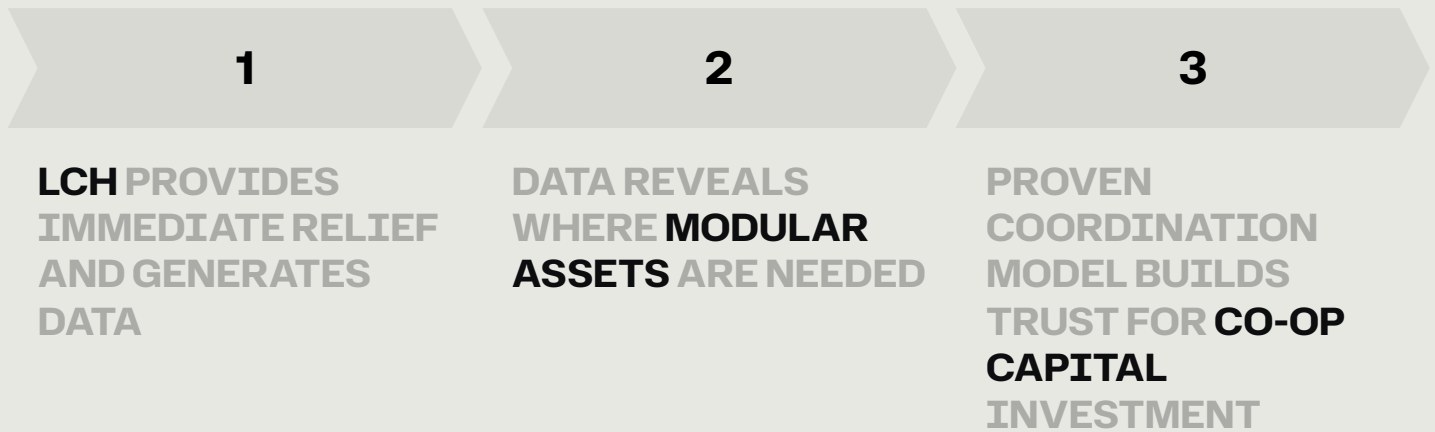 1
LCH PROVIDES
IMMEDIATE RELIEF
AND GENERATES
DATA
2
DATA REVEALS
WHERE MODULAR
ASSETS ARE NEEDED
3
PROVEN
COORDINATION
MODEL BUILDS
TRUST FOR CO-OP
CAPITAL
INVESTMENT